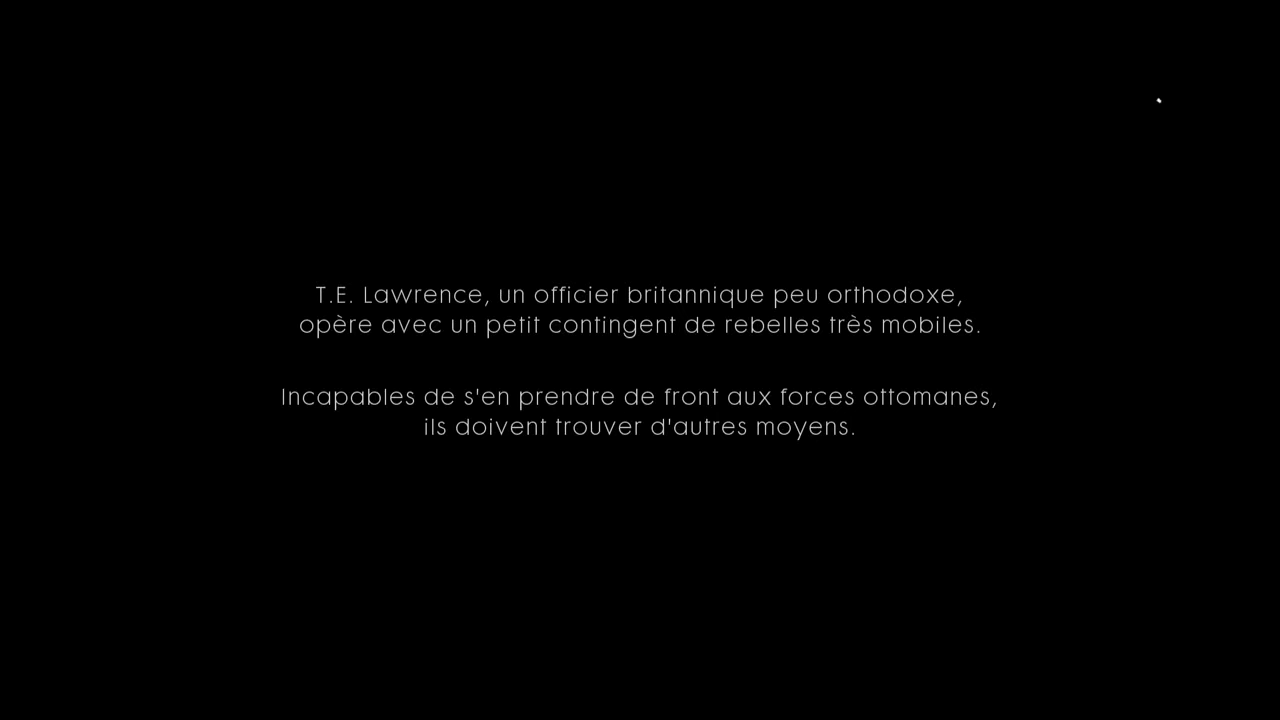 T.E. Lawrence, un officier britannique peu orthodoxe,
opère avec un petit contingent de rebelles très mobiles.
Incapables de s'en prendre de front aux forces ottomanes,
ils doivent trouver d'autres moyens.